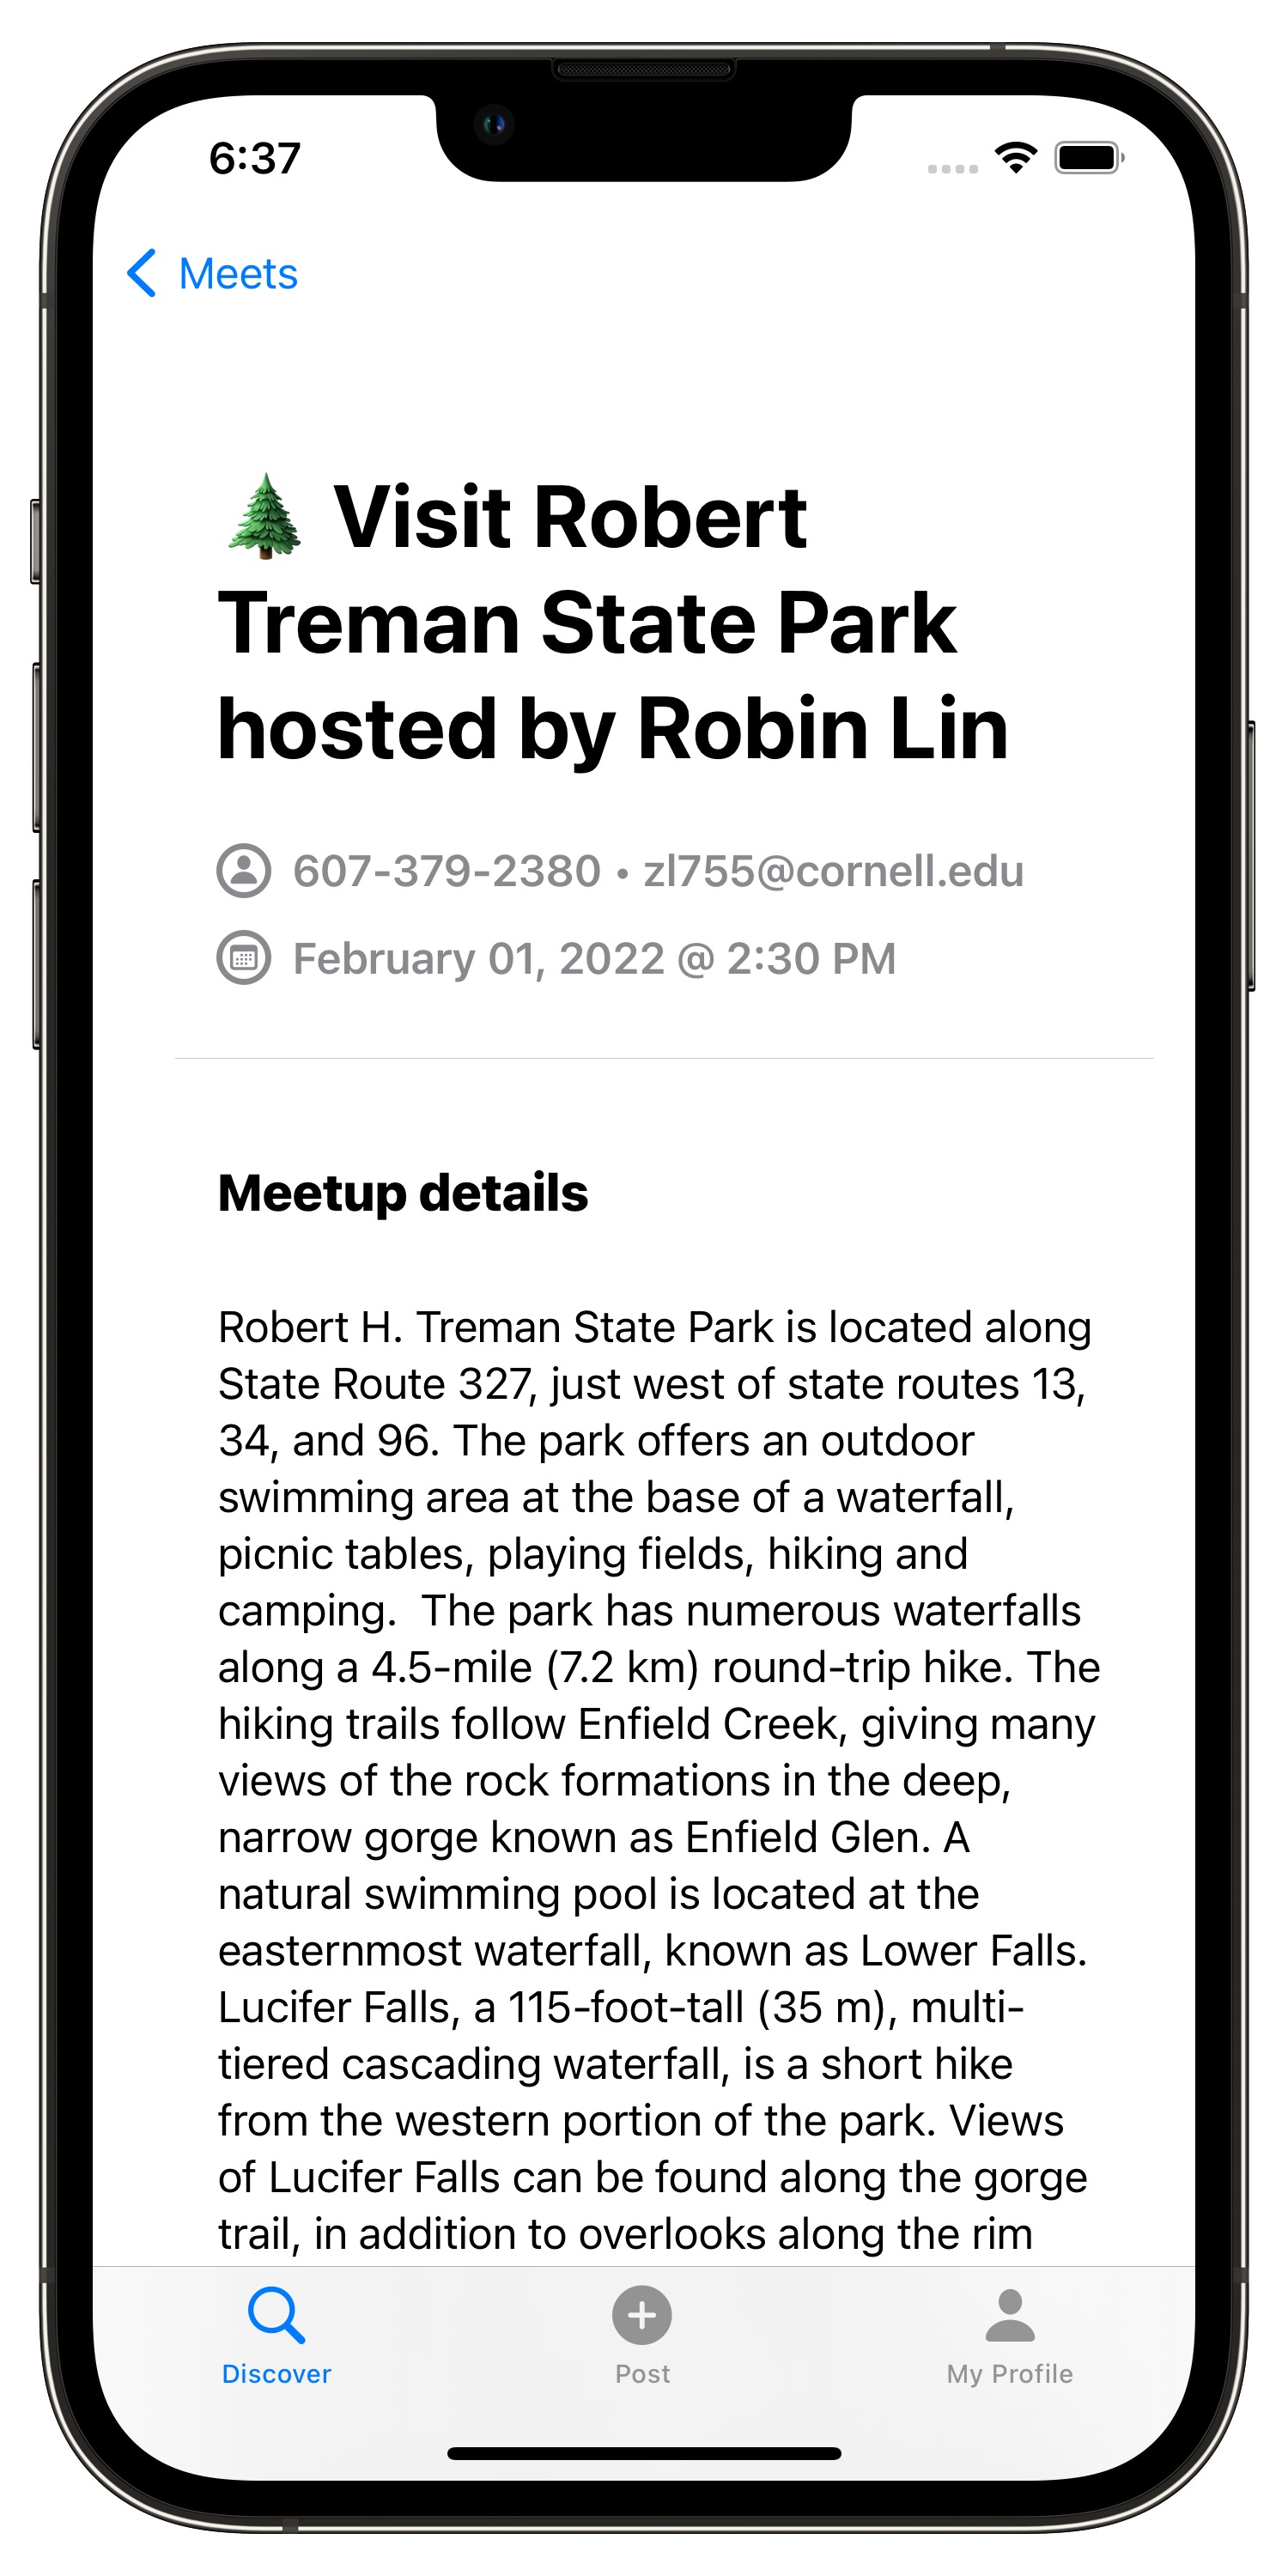 6:37
Meets
🌲 Visit Robert
Treman State Park
hosted by Robin Lin
607-379-2380 • zl755@cornell.edu
February 01, 2022 @ 2:30 PM
Meetup details
Robert H. Treman State Park is located along
State Route 327, just west of state routes 13,
34, and 96. The park offers an outdoor
swimming area at the base of a waterfall,
picnic tables, playing fields, hiking and
camping.  The park has numerous waterfalls
along a 4.5-mile (7.2 km) round-trip hike. The
hiking trails follow Enfield Creek, giving many
views of the rock formations in the deep,
narrow gorge known as Enfield Glen. A
natural swimming pool is located at the
easternmost waterfall, known as Lower Falls.
Lucifer Falls, a 115-foot-tall (35 m), multi-
tiered cascading waterfall, is a short hike
from the western portion of the park. Views
of Lucifer Falls can be found along the gorge
trail, in addition to overlooks along the rim
Discover
Post
My Profile